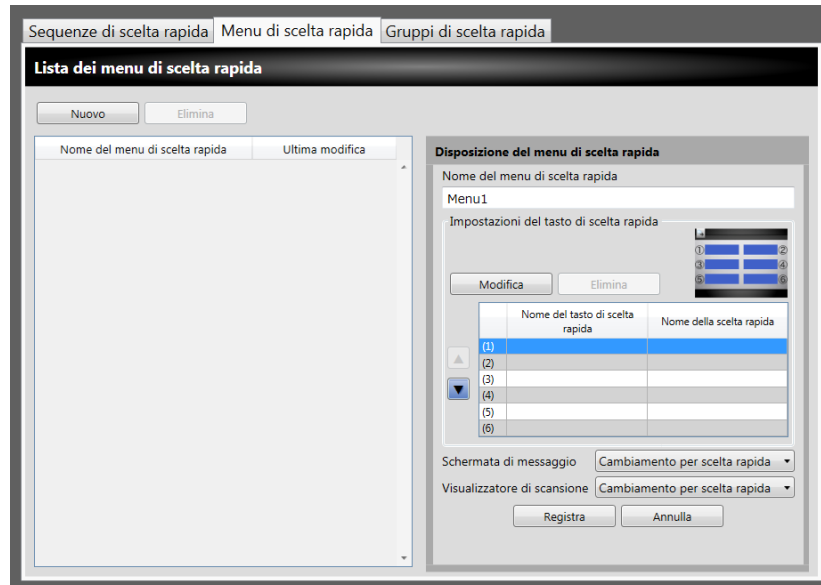 Sequenze di scelta rapida Menu di scelta rapida Gruppi di scelta rapida
Lista dei menu di scelta rapida
Nuovo Elimina
Nome del menu di scelta rapida Ultima modifica
Disposizione del menu di scelta rapida
Nome del menu di scelta rapida
Menu1
Impostazioni del tasto di scelta rapida
① ②
③ ④
⑤ ⑥
Modifica Elimina
Nome del tasto di scelta
rapida
Nome della scelta rapida
(1)
(2)
(3)
(4)
(5)
(6)
Schermata di messaggio Cambiamento per scelta rapida
Visualizzatore di scansione Cambiamento per scelta rapida
Registra Annulla